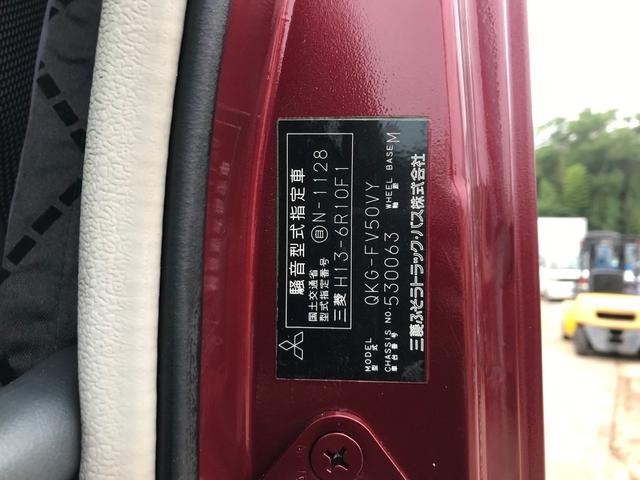 騒音型式指定車
国土交通省
型式指定番号 自N-1128
三菱 H13-6R10F1
MODEL
型式 QKG-FV50VY
CHASSIS NO. 530063 WHEEL BASE M
車台番号 軸距
三菱ふそうトラック・バス株式会社